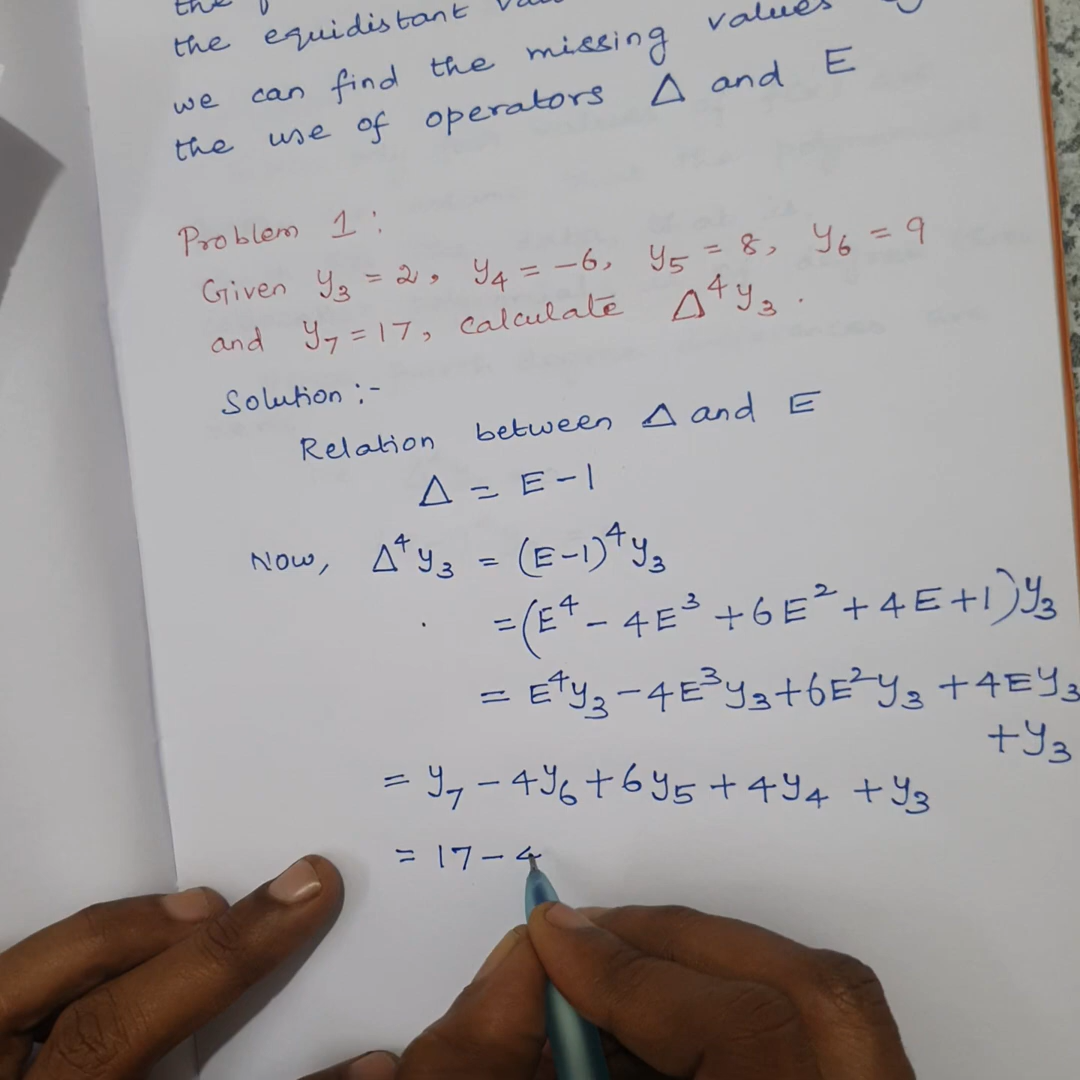 the
the equidistant
we can find the missing values
the use of operators Δ and E
Problem 1:
Given y₃ = 2, y₄ = -6, y₅ = 8, y₆ = 9
and y₇ = 17, calculate Δ⁴y₃.
Solution :-
Relation between Δ and E
Δ = E-1
Now, Δ⁴y₃ = (E-1)⁴y₃
= (E⁴ - 4E³ + 6E² + 4E + 1)y₃
= E⁴y₃ - 4E³y₃ + 6E²y₃ + 4Ey₃
+ y₃
= y₇ - 4y₆ + 6y₅ + 4y₄ + y₃
= 17 - 4